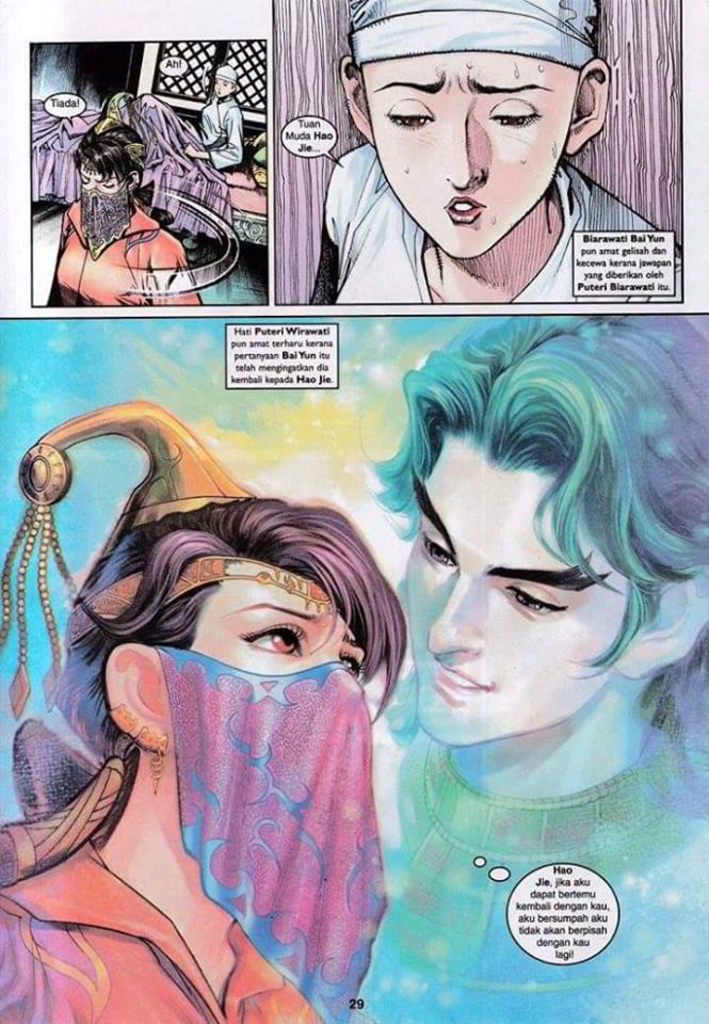 Ah!
Tiada!
Tuan
Muda Hao
Jie...
Biarawati Bai Yun
pun amat gelisah dan
kecewa kerana jawapan
yang diberikan oleh
Puteri Biarawati itu.
Hati Puteri Wirawati
pun amat terharu kerana
pertanyaan Bai Yun itu
telah mengingatkan dia
kembali kepada Hao Jie.
Hao
Jie, jika aku
dapat bertemu
kembali dengan kau,
aku bersumpah aku
tidak akan berpisah
dengan kau
lagi!
29